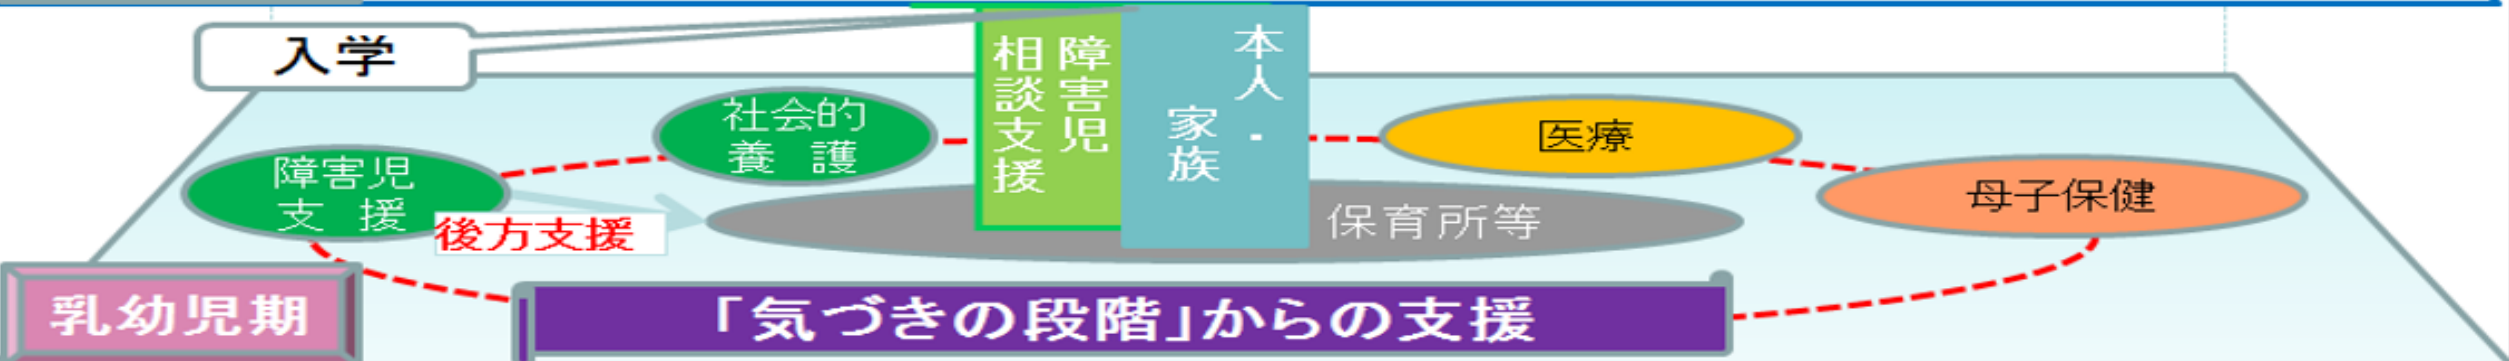 入学
障害児
相談支援
本人・
家族
社会的
養　護
医療
障害児
支　援
母子保健
後方支援
保育所等
乳幼児期
「気づきの段階」からの支援